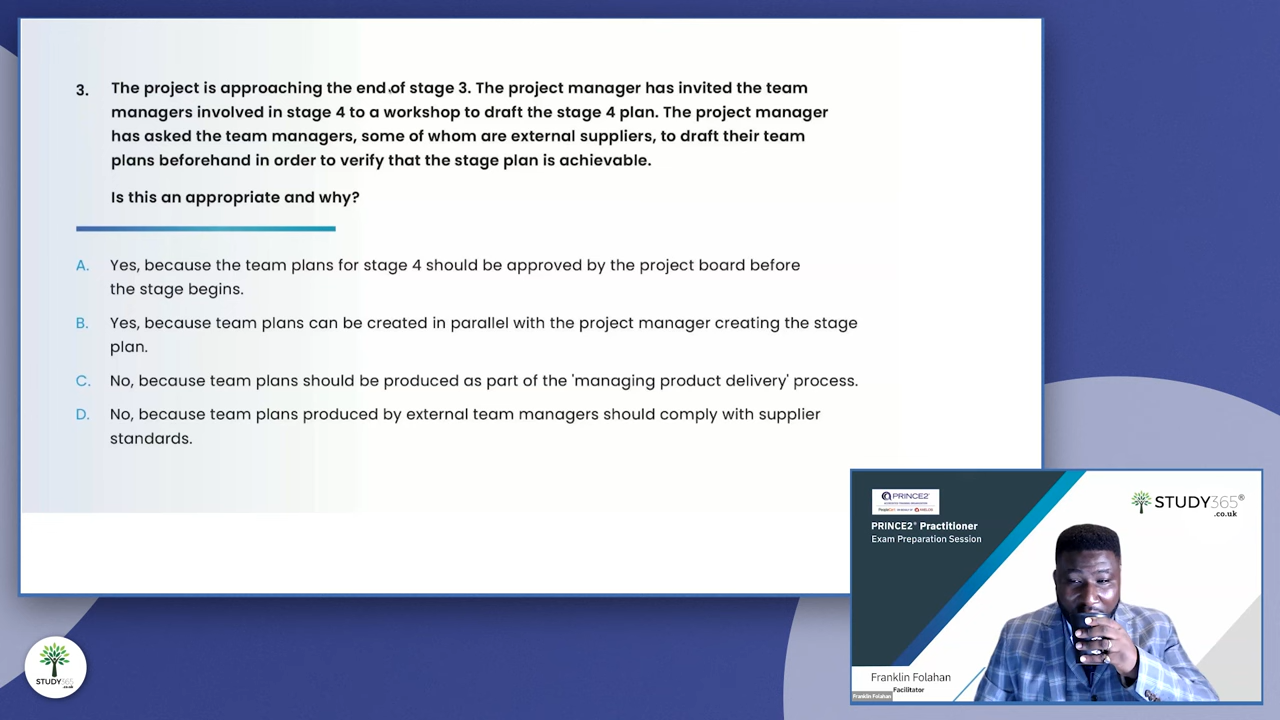 3. The project is approaching the end of stage 3. The project manager has invited the team
managers involved in stage 4 to a workshop to draft the stage 4 plan. The project manager
has asked the team managers, some of whom are external suppliers, to draft their team
plans beforehand in order to verify that the stage plan is achievable.
Is this an appropriate and why?
A. Yes, because the team plans for stage 4 should be approved by the project board before
the stage begins.
B. Yes, because team plans can be created in parallel with the project manager creating the stage
plan.
C. No, because team plans should be produced as part of the 'managing product delivery' process.
D. No, because team plans produced by external team managers should comply with supplier
standards.
PRINCE2
PRINCE2® Practitioner
Exam Preparation Session
STUDY365®
.co.uk
Franklin Folahan
Facilitator
Franklin Folahan
STUDY365
.co.uk